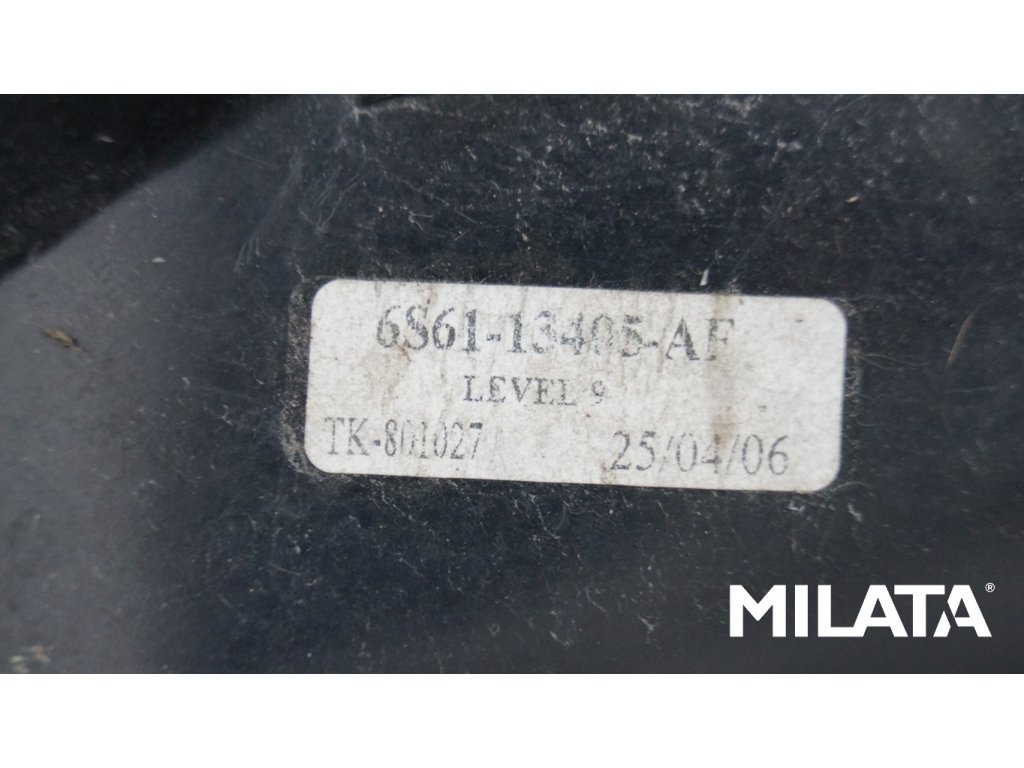 6S61-13405-AF
LEVEL 9
TK-801027
25/04/06
MILATA®